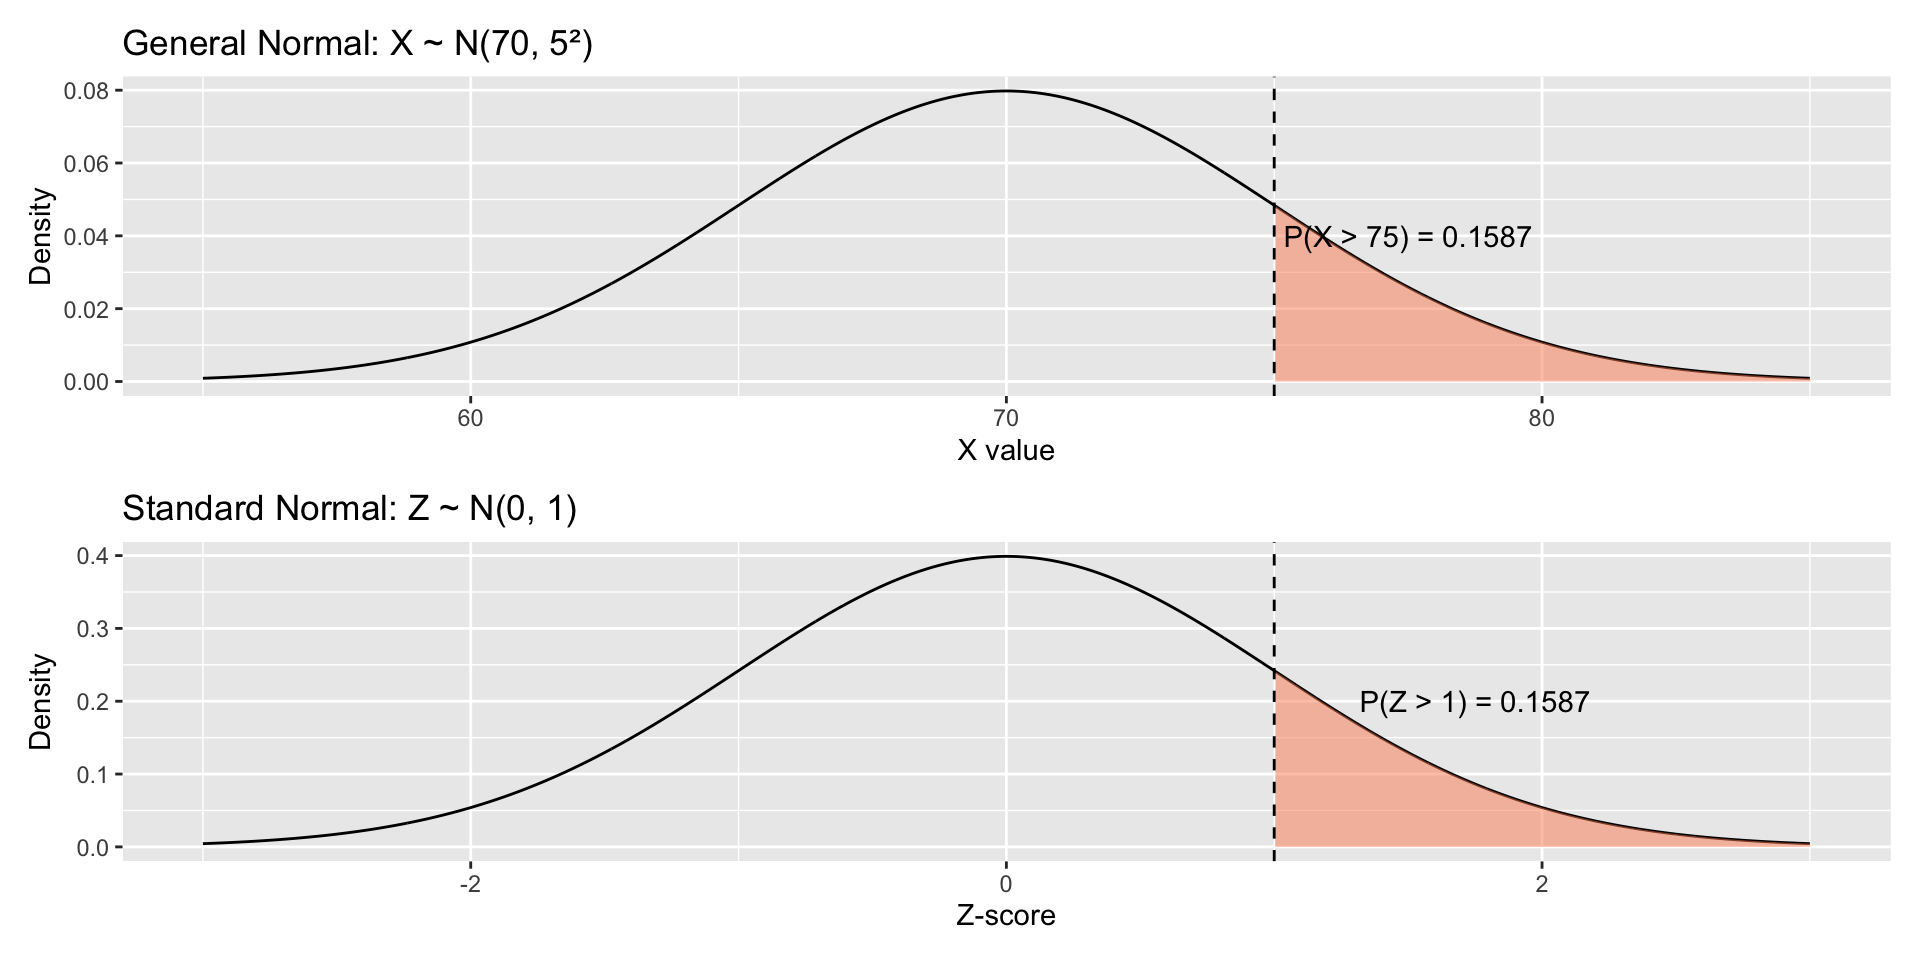 General Normal: X ~ N(70, 5²)
0.08
0.06
0.04
0.02
0.00
Density
P(X > 75) = 0.1587
60
70
80
X value
Standard Normal: Z ~ N(0, 1)
0.4
0.3
0.2
0.1
0.0
Density
P(Z > 1) = 0.1587
-2
0
2
Z-score